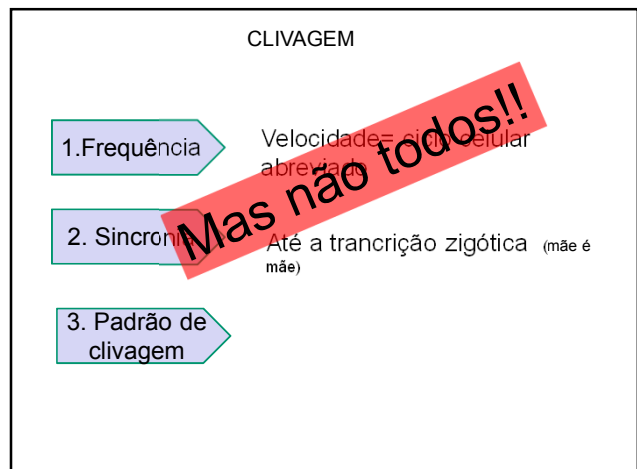 CLIVAGEM
1.Frequência
Velocidade= ciclo celular
abreviado
Mas não todos!!
2. Sincronia
Até a trancrição zigótica (mãe é
mãe)
3. Padrão de
clivagem